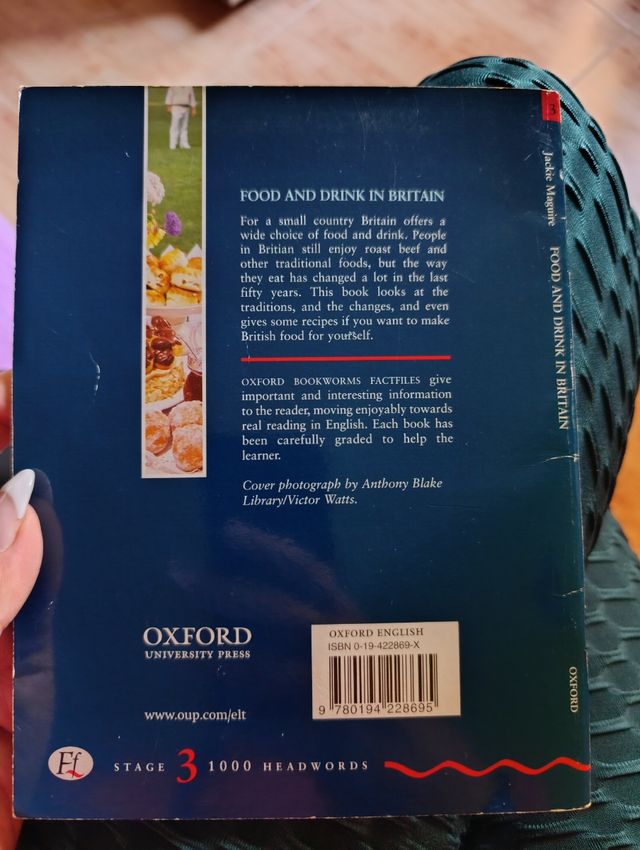 FOOD AND DRINK IN BRITAIN
For a small country Britain offers a
wide choice of food and drink. People
in Britian still enjoy roast beef and
other traditional foods, but the way
they eat has changed a lot in the last
fifty years. This book looks at the
traditions, and the changes, and even
gives some recipes if you want to make
British food for yourself.
OXFORD BOOKWORMS FACTFILES give
important and interesting information
to the reader, moving enjoyably towards
real reading in English. Each book has
been carefully graded to help the
learner.
Cover photograph by Anthony Blake
Library/Victor Watts.
OXFORD
UNIVERSITY PRESS
www.oup.com/elt
OXFORD ENGLISH
ISBN 0-19-422869-X
9 780194 228695
Ff STAGE 3 1000 HEADWORDS
3
Jackie Maguire
FOOD AND DRINK IN BRITAIN
OXFORD